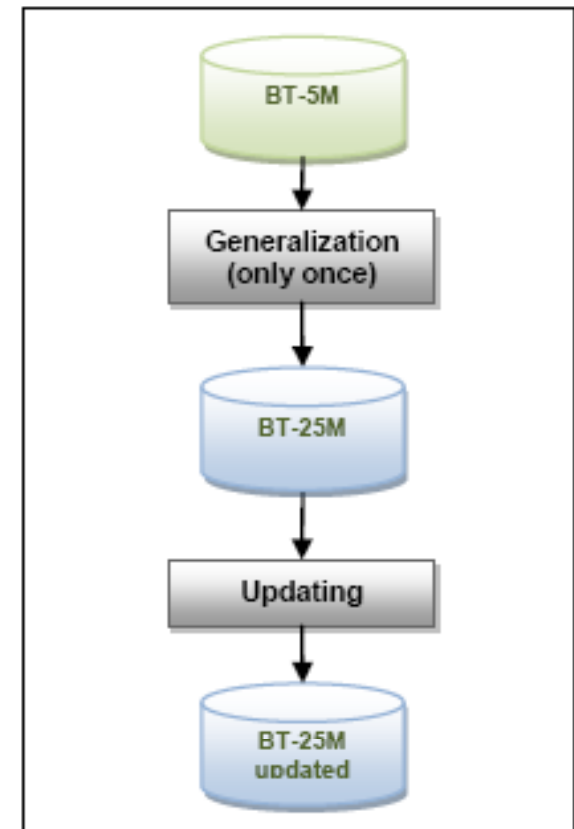 BT-5M
Generalization
(only once)
BT-25M
Updating
BT-25M
updated